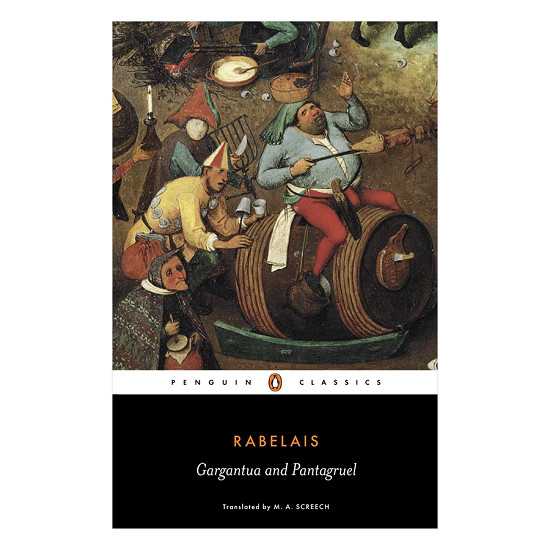 PENGUIN CLASSICS
RABELAIS
Gargantua and Pantagruel
Translated by M. A. SCREECH